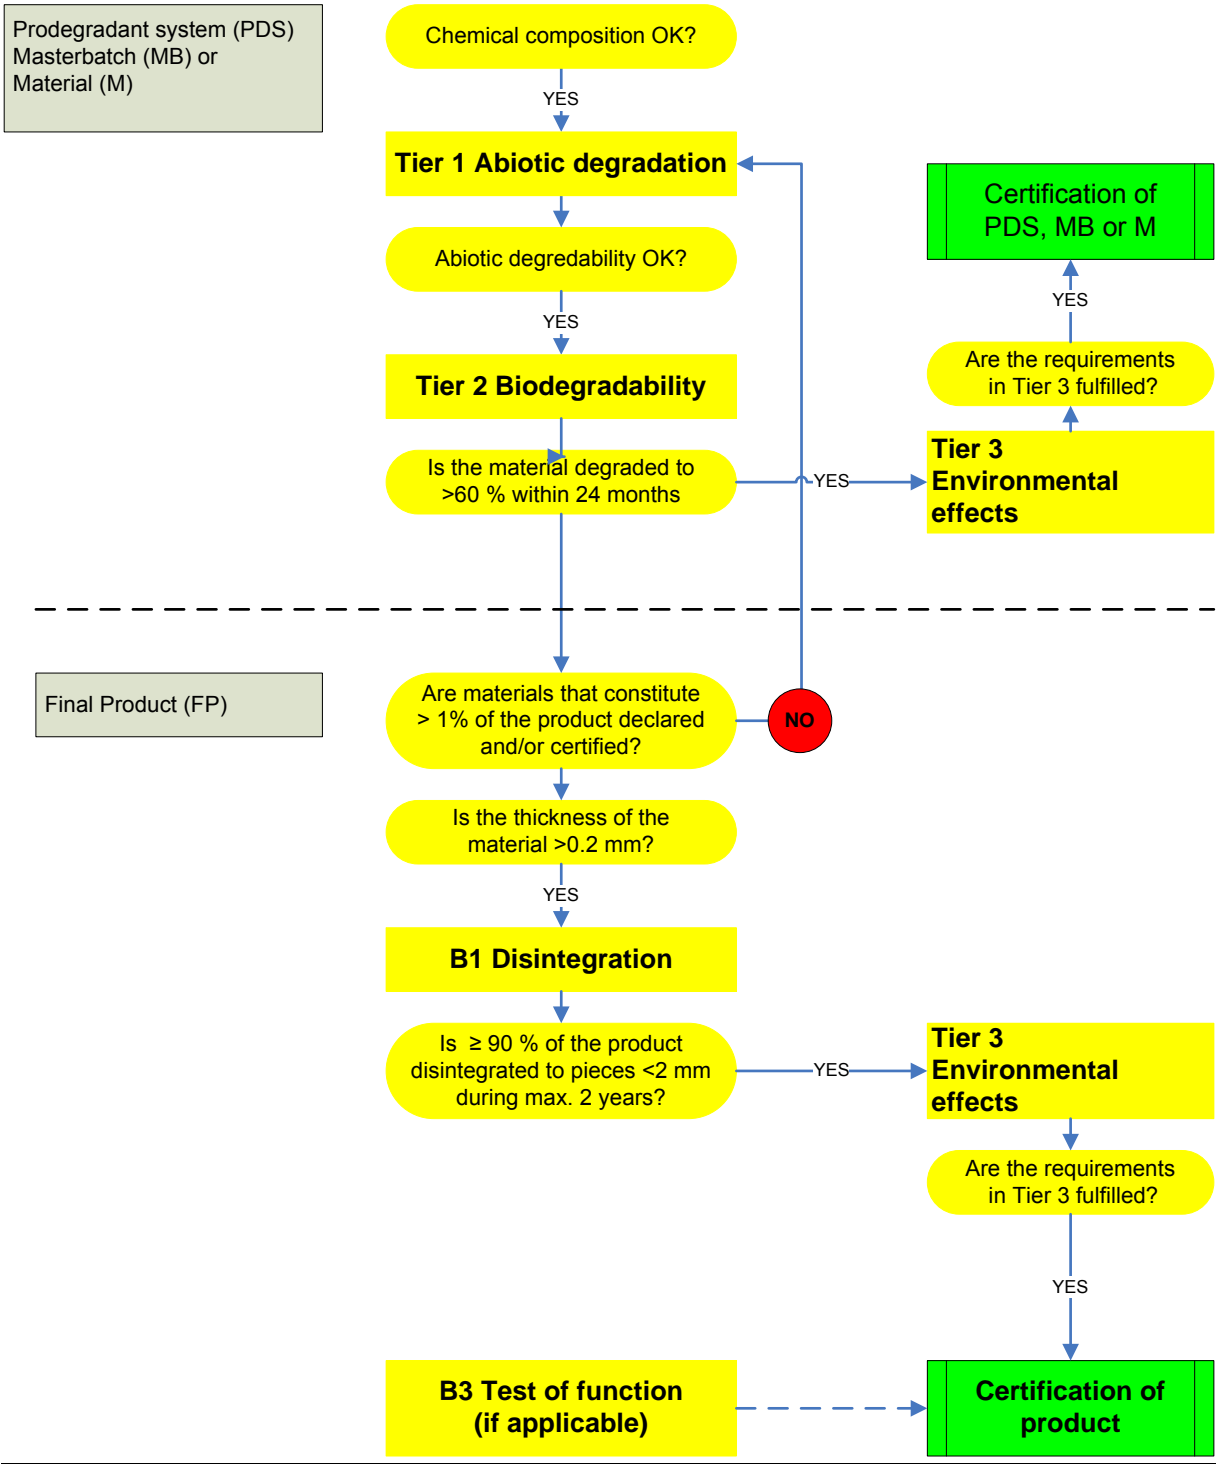 Prodegradant system (PDS)
Masterbatch (MB) or
Material (M)
Chemical composition OK?
YES
Tier 1 Abiotic degradation
Abiotic degredability OK?
YES
Tier 2 Biodegradability
Is the material degraded to
>60 % within 24 months
YES
Tier 3
Environmental
effects
Are the requirements
in Tier 3 fulfilled?
YES
Certification of
PDS, MB or M
Final Product (FP)
Are materials that constitute
> 1% of the product declared
and/or certified?
NO
Is the thickness of the
material >0.2 mm?
YES
B1 Disintegration
Is ≥ 90 % of the product
disintegrated to pieces <2 mm
during max. 2 years?
YES
Tier 3
Environmental
effects
Are the requirements
in Tier 3 fulfilled?
YES
B3 Test of function
(if applicable)
Certification of
product